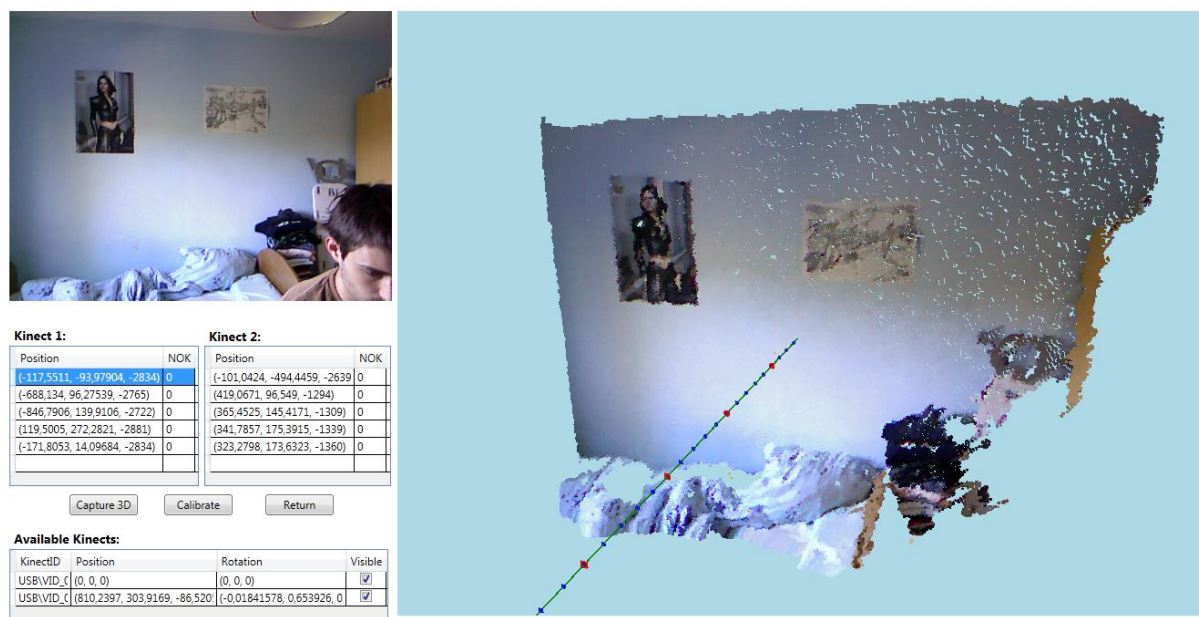 Kinect 1:
Position NOK
(-117,5511, -93,97904, -2834) 0
(-688,134, 96,27539, -2765) 0
(-846,7906, 139,9106, -2722) 0
(119,5005, 272,2821, -2881) 0
(-171,8053, 14,09684, -2834) 0
Kinect 2:
Position NOK
(-101,0424, -494,4459, -2639 0
(419,0671, 96,549, -1294) 0
(365,4525, 145,4171, -1309) 0
(341,7857, 175,3915, -1339) 0
(323,2798, 173,6323, -1360) 0
Capture 3D Calibrate Return
Available Kinects:
KinectID Position Rotation Visible
USB\VID_0 (0, 0, 0) (0, 0, 0)
USB\VID_0 (810,2397, 303,9169, -86,520 (-0,01841578, 0,653926, 0